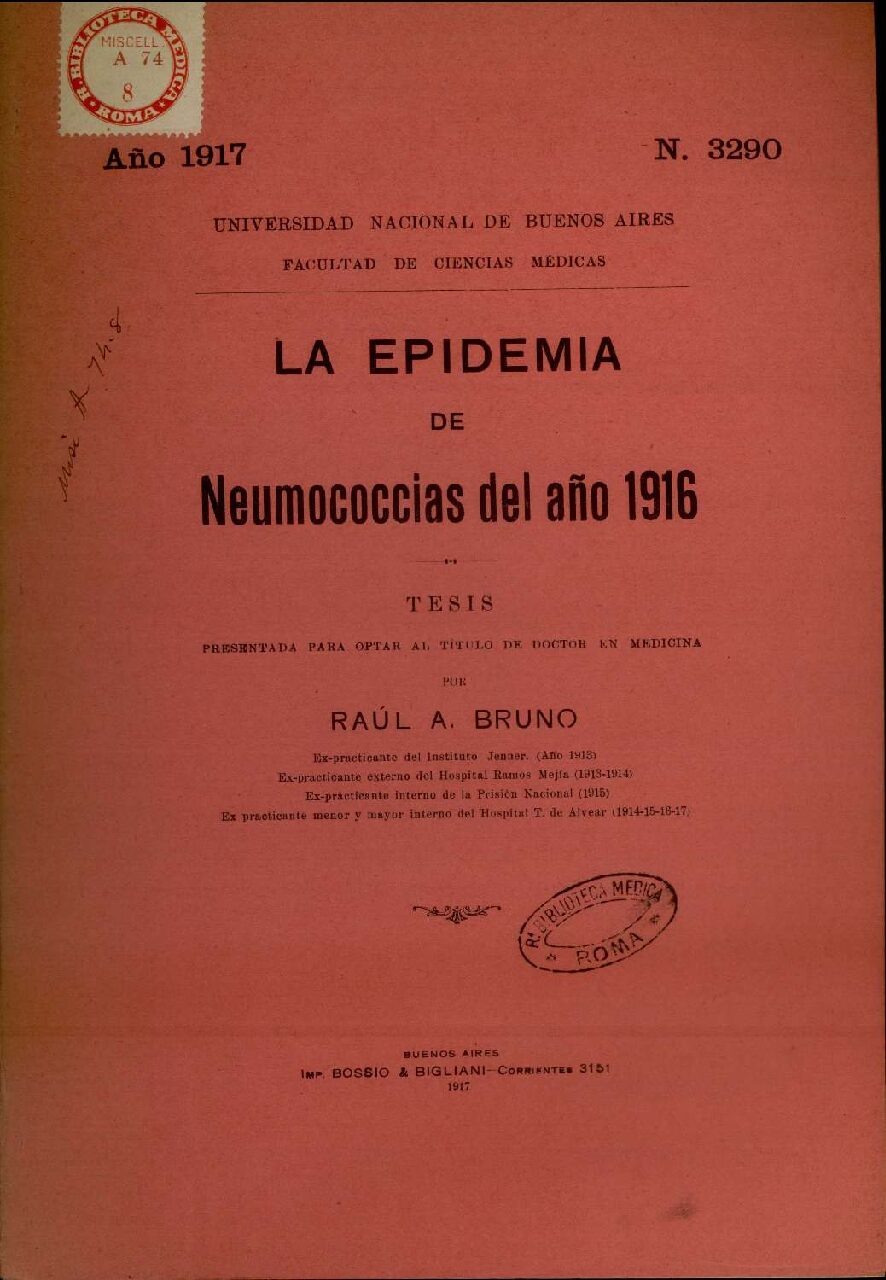 R. BIBLIOTECA MEDICA
MISCELL.
A 74
8
ROMA
Año 1917
N. 3290
UNIVERSIDAD NACIONAL DE BUENOS AIRES
FACULTAD DE CIENCIAS MÉDICAS
LA EPIDEMIA
DE
Neumococcias del año 1916
TESIS
PRESENTADA PARA OPTAR AL TÍTULO DE DOCTOR EN MEDICINA
POR
RAÚL A. BRUNO
Ex-practicante del Instituto Jenner. (Año 1913)
Ex-practicante externo del Hospital Ramos Mejía (1913-1914)
Ex-practicante interno de la Prisión Nacional (1915)
Ex practicante menor y mayor interno del Hospital T. de Alvear (1914-15-16-17)
Rª BIBLIOTECA MEDICA
ROMA
BUENOS AIRES
IMP. BOSSIO & BIGLIANI—CORRIENTES 3151
1917
A 74.8